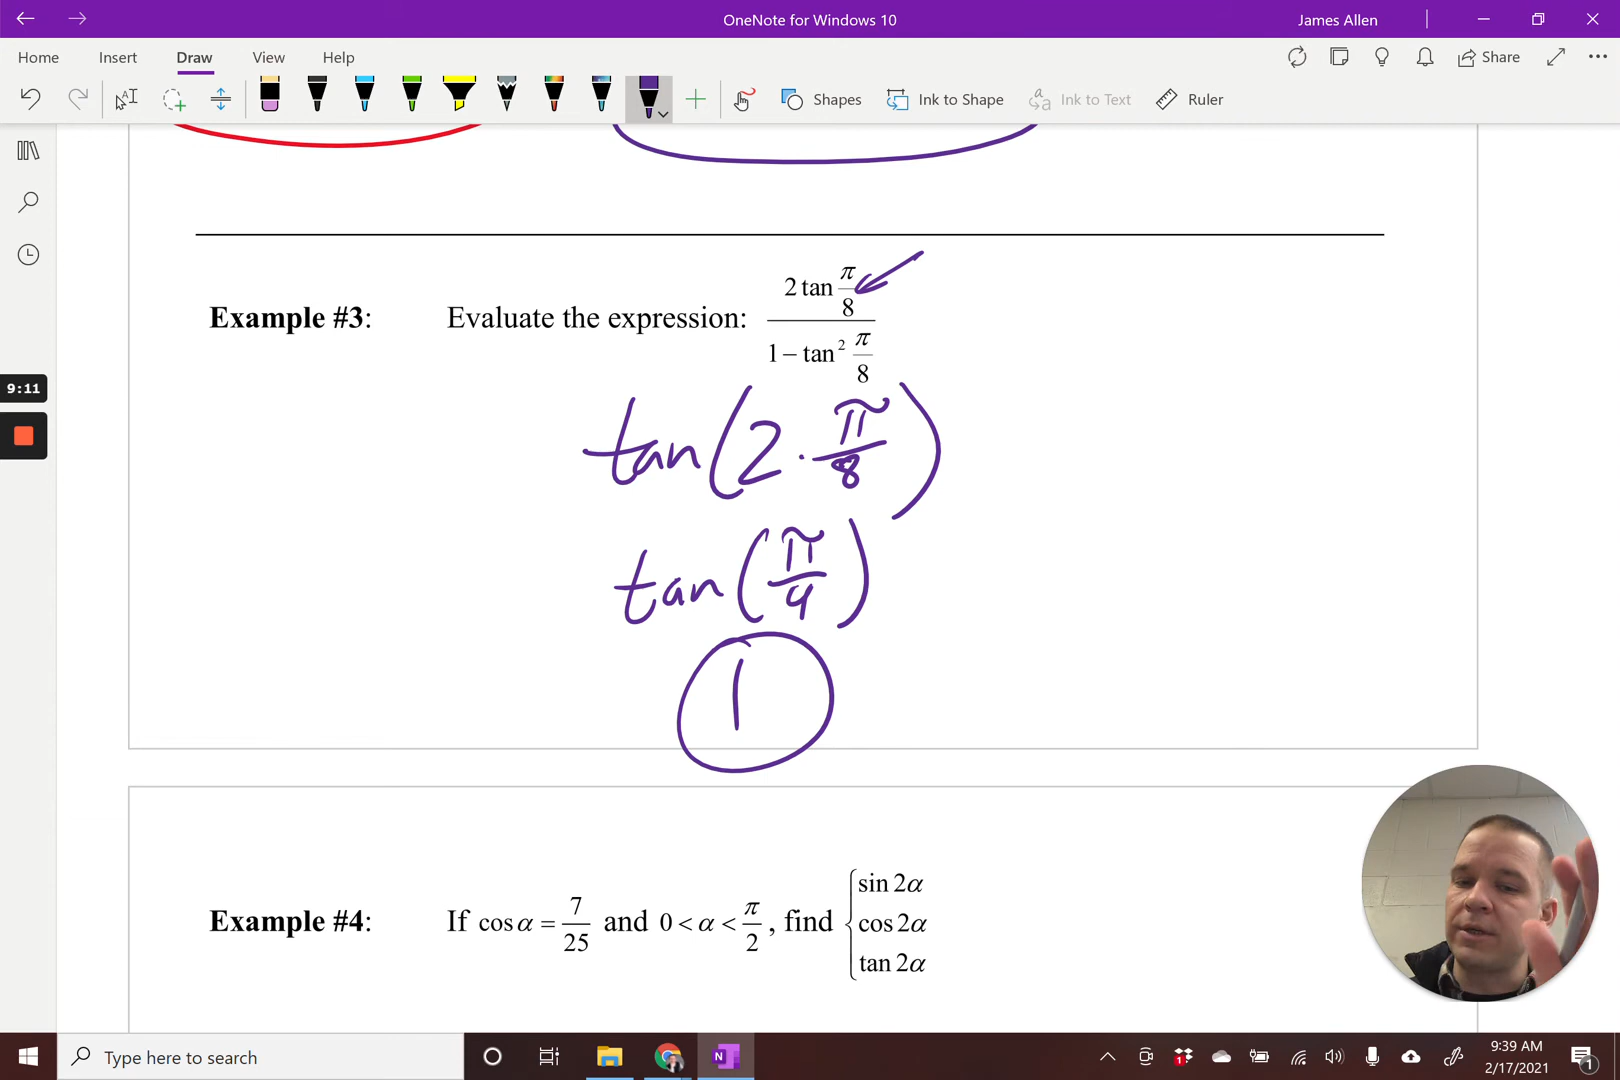 OneNote for Windows 10
James Allen
Home Insert Draw View Help
Share
Shapes Ink to Shape Ink to Text Ruler
9:11
Example #3: Evaluate the expression: (2 tan π/8)/(1 − tan² π/8)
tan(2 · π/8)
tan(π/4)
1
Example #4: If cos α = 7/25 and 0 < α < π/2, find { sin 2α
cos 2α
tan 2α
Type here to search
9:39 AM
2/17/2021